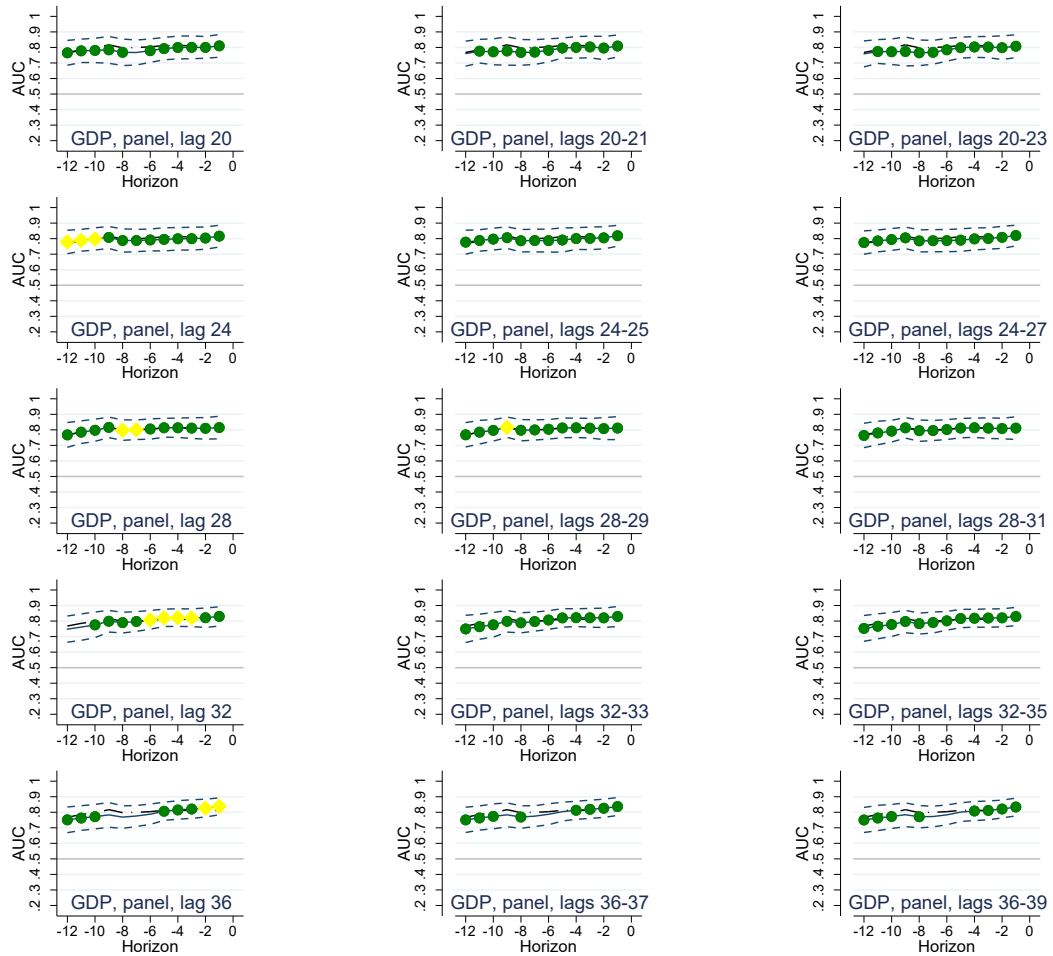 AUC
.2 .3 .4 .5 .6 .7 .8 .9 1
GDP, panel, lag 20
-12 -10 -8 -6 -4 -2 0
Horizon
AUC
.2 .3 .4 .5 .6 .7 .8 .9 1
GDP, panel, lags 20-21
-12 -10 -8 -6 -4 -2 0
Horizon
AUC
.2 .3 .4 .5 .6 .7 .8 .9 1
GDP, panel, lags 20-23
-12 -10 -8 -6 -4 -2 0
Horizon
AUC
.2 .3 .4 .5 .6 .7 .8 .9 1
GDP, panel, lag 24
-12 -10 -8 -6 -4 -2 0
Horizon
AUC
.2 .3 .4 .5 .6 .7 .8 .9 1
GDP, panel, lags 24-25
-12 -10 -8 -6 -4 -2 0
Horizon
AUC
.2 .3 .4 .5 .6 .7 .8 .9 1
GDP, panel, lags 24-27
-12 -10 -8 -6 -4 -2 0
Horizon
AUC
.2 .3 .4 .5 .6 .7 .8 .9 1
GDP, panel, lag 28
-12 -10 -8 -6 -4 -2 0
Horizon
AUC
.2 .3 .4 .5 .6 .7 .8 .9 1
GDP, panel, lags 28-29
-12 -10 -8 -6 -4 -2 0
Horizon
AUC
.2 .3 .4 .5 .6 .7 .8 .9 1
GDP, panel, lags 28-31
-12 -10 -8 -6 -4 -2 0
Horizon
AUC
.2 .3 .4 .5 .6 .7 .8 .9 1
GDP, panel, lag 32
-12 -10 -8 -6 -4 -2 0
Horizon
AUC
.2 .3 .4 .5 .6 .7 .8 .9 1
GDP, panel, lags 32-33
-12 -10 -8 -6 -4 -2 0
Horizon
AUC
.2 .3 .4 .5 .6 .7 .8 .9 1
GDP, panel, lags 32-35
-12 -10 -8 -6 -4 -2 0
Horizon
AUC
.2 .3 .4 .5 .6 .7 .8 .9 1
GDP, panel, lag 36
-12 -10 -8 -6 -4 -2 0
Horizon
AUC
.2 .3 .4 .5 .6 .7 .8 .9 1
GDP, panel, lags 36-37
-12 -10 -8 -6 -4 -2 0
Horizon
AUC
.2 .3 .4 .5 .6 .7 .8 .9 1
GDP, panel, lags 36-39
-12 -10 -8 -6 -4 -2 0
Horizon